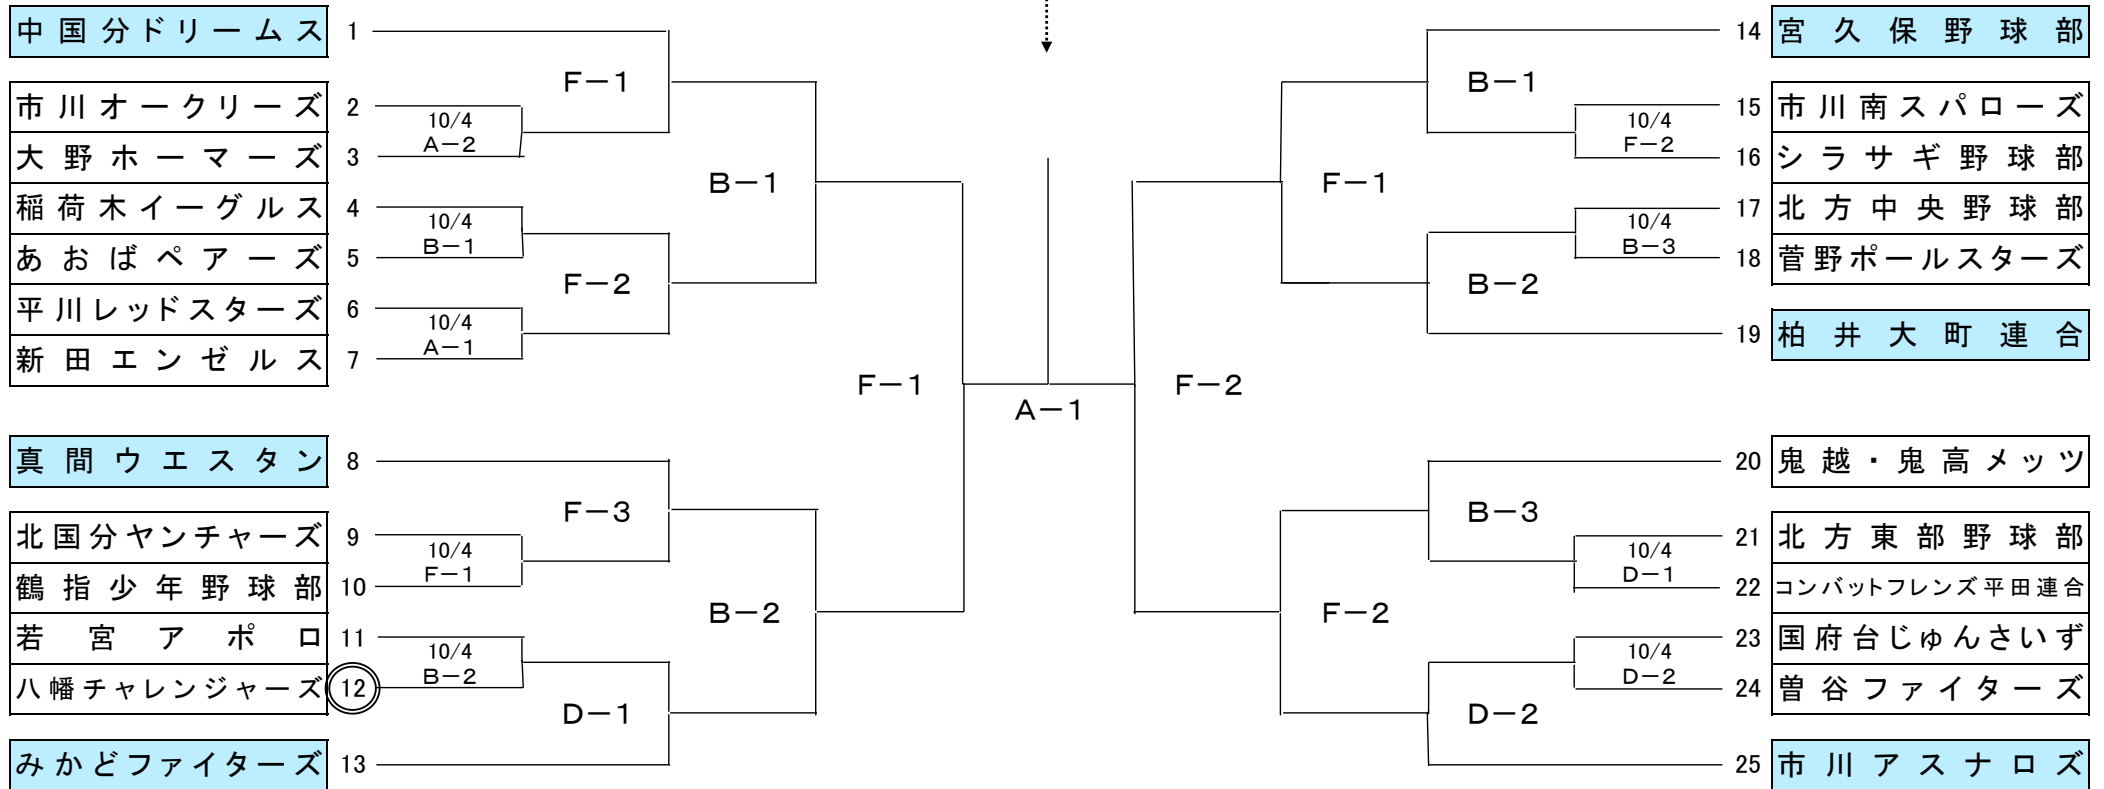 中国分ドリームス 1
F-1
市川オークリーズ 2
10/4
A-2
大野ホーマーズ 3
B-1
稲荷木イーグルス 4
10/4
B-1
あおばペアーズ 5
F-2
平川レッドスターズ 6
10/4
A-1
新田エンゼルス 7
F-1
真間ウエスタン 8
F-3
北国分ヤンチャーズ 9
10/4
F-1
鶴指少年野球部 10
B-2
若宮アポロ 11
10/4
B-2
八幡チャレンジャーズ 12
D-1
みかどファイターズ 13
A-1
14 宮久保野球部
B-1
15 市川南スパローズ
10/4
F-2
16 シラサギ野球部
F-1
17 北方中央野球部
10/4
B-3
18 菅野ポールスターズ
B-2
19 柏井大町連合
F-2
20 鬼越・鬼高メッツ
B-3
21 北方東部野球部
10/4
D-1
22 コンバットフレンズ平田連合
F-2
23 国府台じゅんさいず
10/4
D-2
24 曽谷ファイターズ
D-2
25 市川アスナロズ